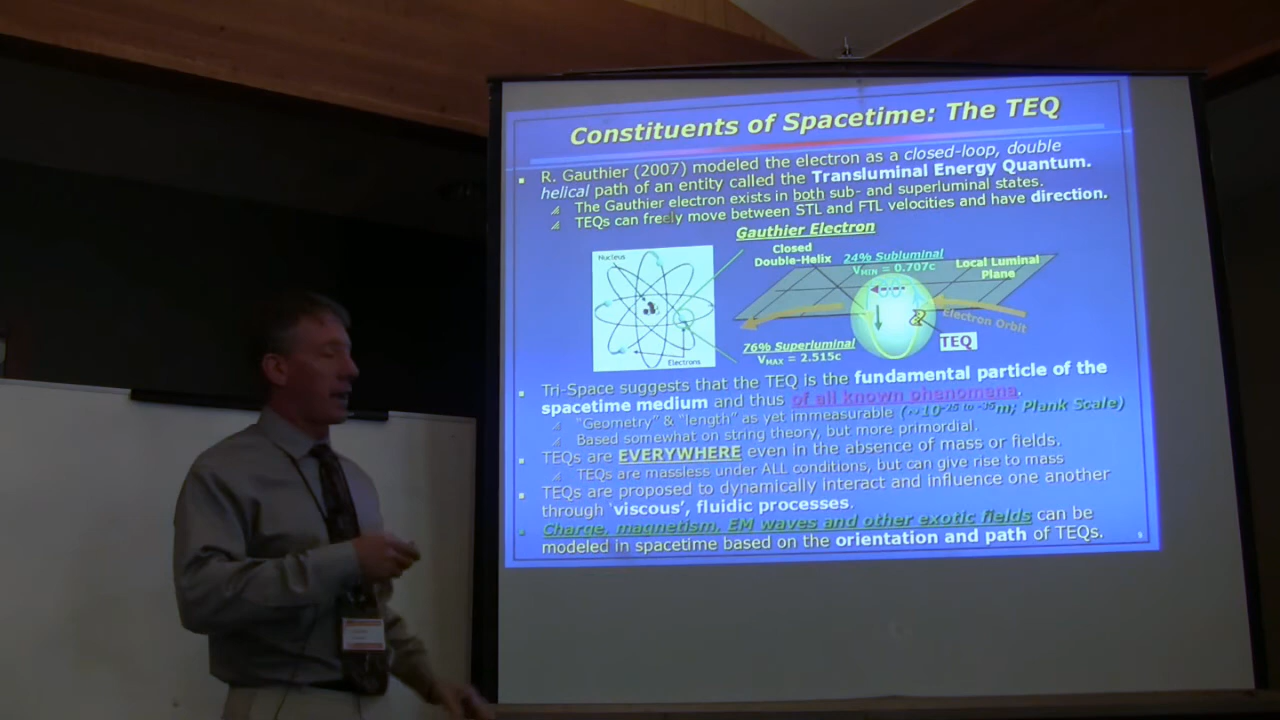 Constituents of Spacetime: The TEQ
R. Gauthier (2007) modeled the electron as a closed-loop, double
helical path of an entity called the Transluminal Energy Quantum.
The Gauthier electron exists in both sub- and superluminal states.
TEQs can freely move between STL and FTL velocities and have direction.
Gauthier Electron
Nucleus
Electrons
Closed
Double-Helix
24% Subluminal
VMIN = 0.707c
Local Luminal
Plane
Electron Orbit
TEQ
76% Superluminal
VMAX = 2.515c
Tri-Space suggests that the TEQ is the fundamental particle of the
spacetime medium and thus of all known phenomena.
"Geometry" & "length" as yet immeasurable (~10-25 to -35m; Plank Scale)
Based somewhat on string theory, but more primordial.
TEQs are EVERYWHERE even in the absence of mass or fields.
TEQs are massless under ALL conditions, but can give rise to mass
TEQs are proposed to dynamically interact and influence one another
through 'viscous', fluidic processes.
Charge, magnetism, EM waves and other exotic fields can be
modeled in spacetime based on the orientation and path of TEQs.